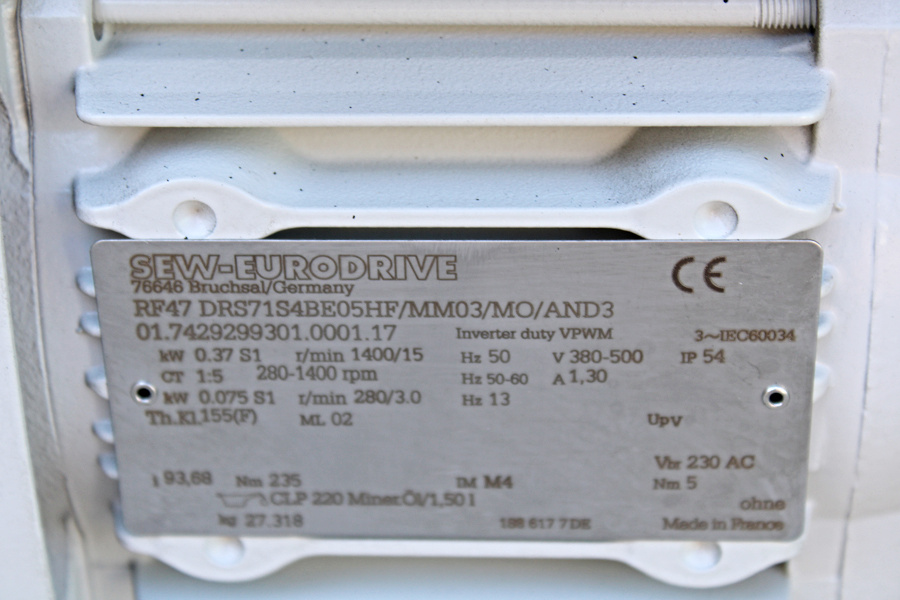 SEW-EURODRIVE
CE
76646 Bruchsal/Germany
RF47 DRS71S4BE05HF/MM03/MO/AND3
01.7429299301.0001.17 Inverter duty VPWM 3~IEC60034
kW 0.37 S1 r/min 1400/15 Hz 50 V 380-500 IP 54
CT 1:5 280-1400 rpm Hz 50-60 A 1,30
kW 0.075 S1 r/min 280/3.0 Hz 13
Th.Kl.155(F) ML 02 UPV
Vbr 230 AC
i 93,68 Nm 235 IM M4 Nm 5
CLP 220 Miner.Öl/1,50 l ohne
kg 27.318 188 617 7 DE Made in France